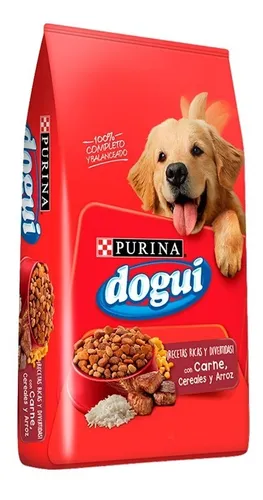 100%
COMPLETO
Y BALANCEADO
PURINA
dogui
¡RECETAS RICAS Y DIVERTIDAS!
con Carne,
Cereales y Arroz
PURINA
dogui
¡RECETAS RICAS Y DIVERTIDAS!
con Carne,
Cereales y Arroz